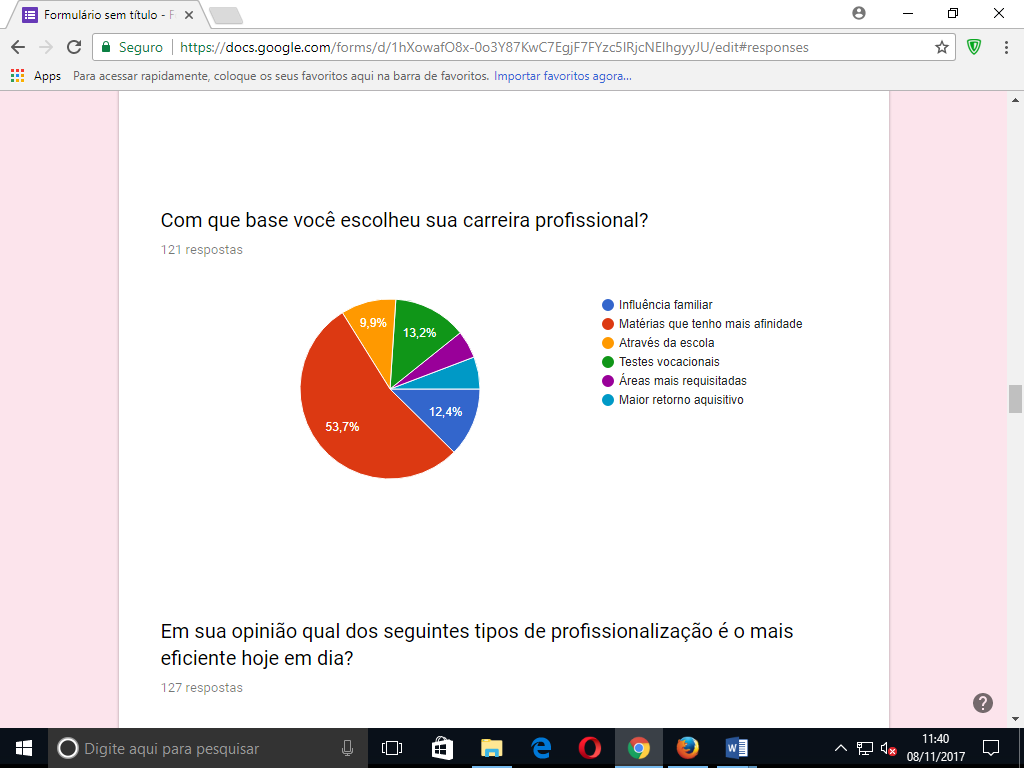 Formulário sem título - F
Seguro
https://docs.google.com/forms/d/1hXowafO8x-0o3Y87KwC7EgjF7FYzc5lRjcNElhgyyJU/edit#responses
Apps Para acessar rapidamente, coloque os seus favoritos aqui na barra de favoritos. Importar favoritos agora...
Com que base você escolheu sua carreira profissional?
121 respostas
9,9%
13,2%
12,4%
53,7%
Influência familiar
Matérias que tenho mais afinidade
Através da escola
Testes vocacionais
Áreas mais requisitadas
Maior retorno aquisitivo
Em sua opinião qual dos seguintes tipos de profissionalização é o mais
eficiente hoje em dia?
127 respostas
?
Digite aqui para pesquisar
11:40
08/11/2017